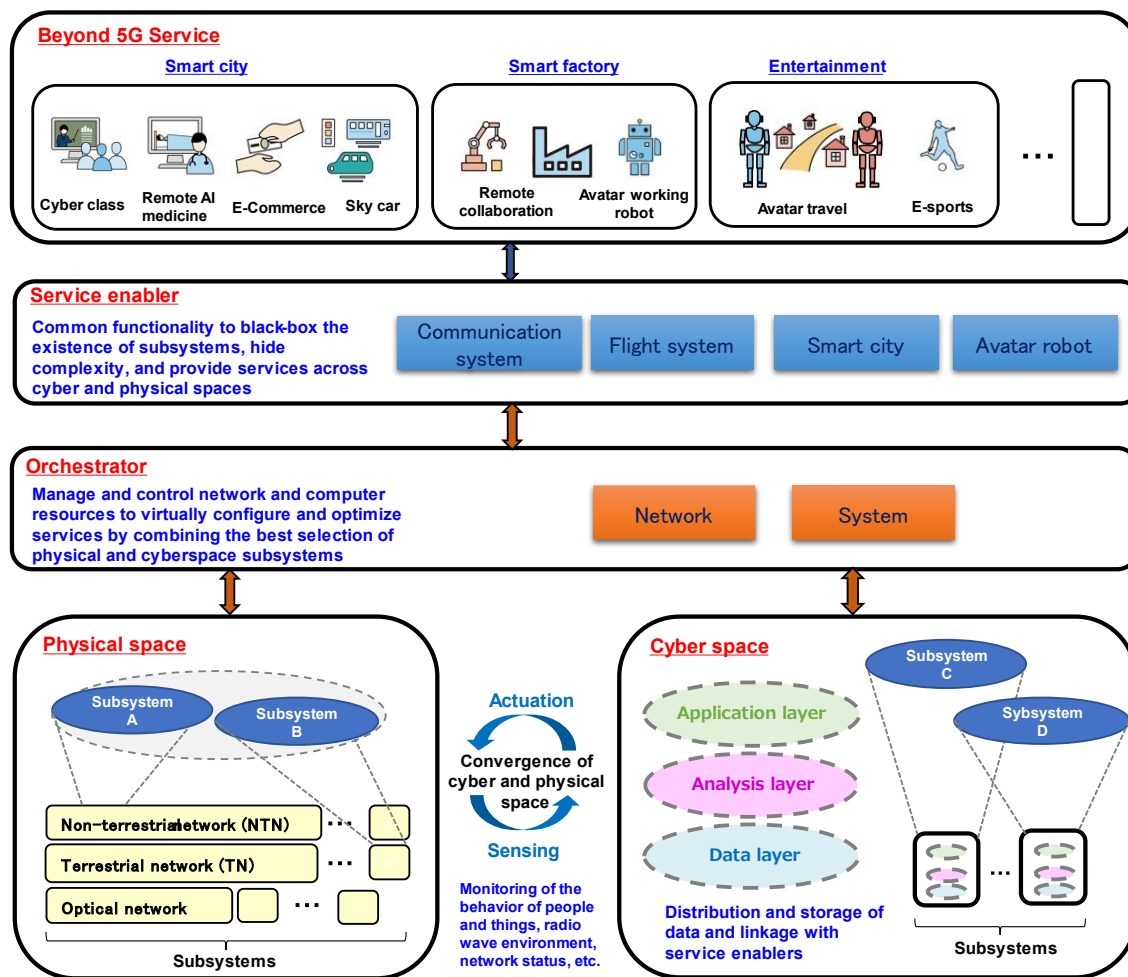 Beyond 5G Service
Smart city
Smart factory
Entertainment
Cyber class
Remote AI
medicine
E-Commerce
Sky car
Remote
collaboration
Avatar working
robot
Avatar travel
E-sports
...
Service enabler
Common functionality to black-box the
existence of subsystems, hide
complexity, and provide services across
cyber and physical spaces
Communication
system
Flight system
Smart city
Avatar robot
Orchestrator
Manage and control network and computer
resources to virtually configure and optimize
services by combining the best selection of
physical and cyberspace subsystems
Network
System
Physical space
Subsystem
A
Subsystem
B
Non-terrestrialnetwork (NTN)
...
Terrestrial network (TN)
...
Optical network
...
Subsystems
Actuation
Convergence of
cyber and physical
space
Sensing
Monitoring of the
behavior of people
and things, radio
wave environment,
network status, etc.
Cyber space
Subsystem
C
Sybsystem
D
Application layer
Analysis layer
Data layer
...
Distribution and storage of
data and linkage with
service enablers
Subsystems